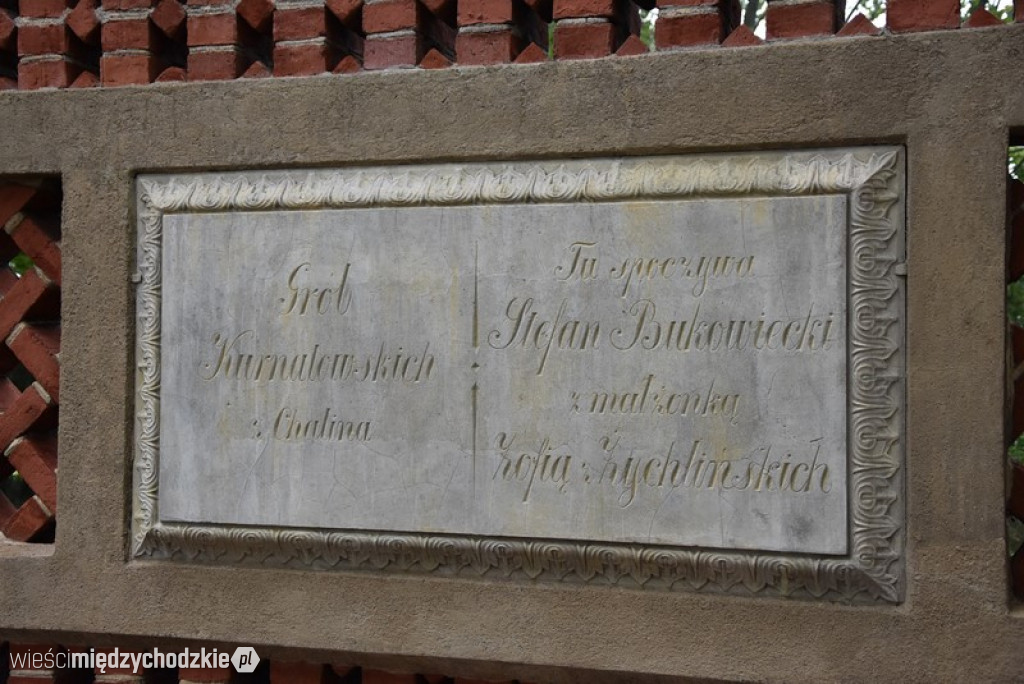 Grób
Kurnatowskich
z Chalina
Tu spoczywa
Stefan Bukowiecki
z małżonką
Zofią z Żychlińskich
wieścimiędzychodzkie.pl